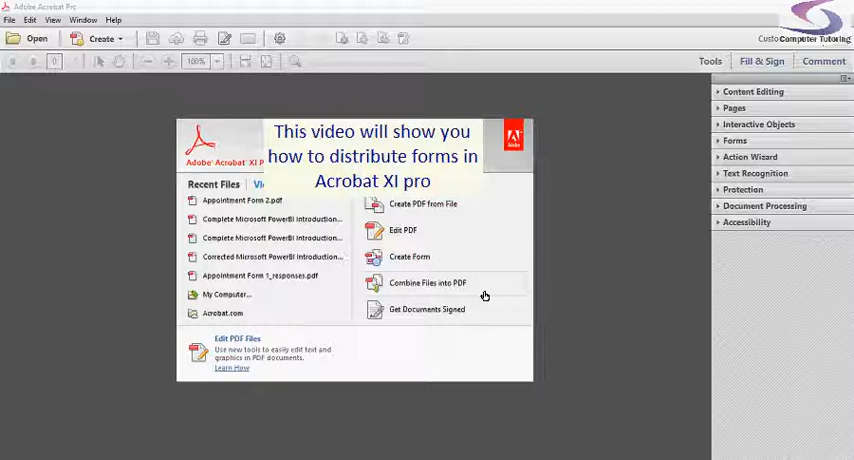 Adobe Acrobat Pro
File Edit View Window Help
Open Create
Computer Tutoring
100%
Tools Fill & Sign Comment
Content Editing
Pages
Interactive Objects
Forms
Action Wizard
Text Recognition
Protection
Document Processing
Accessibility
This video will show you
how to distribute forms in
Acrobat XI pro
Adobe Acrobat XI P
Adobe
Recent Files
Appointment Form 2.pdf
Complete Microsoft PowerBI Introduction...
Complete Microsoft PowerBI Introduction...
Corrected Microsoft PowerBI Introduction...
Appointment Form 1_responses.pdf
My Computer...
Acrobat.com
Create PDF from File
Edit PDF
Create Form
Combine Files into PDF
Get Documents Signed
Edit PDF Files
Use new tools to easily edit text and
graphics in PDF documents.
Learn How